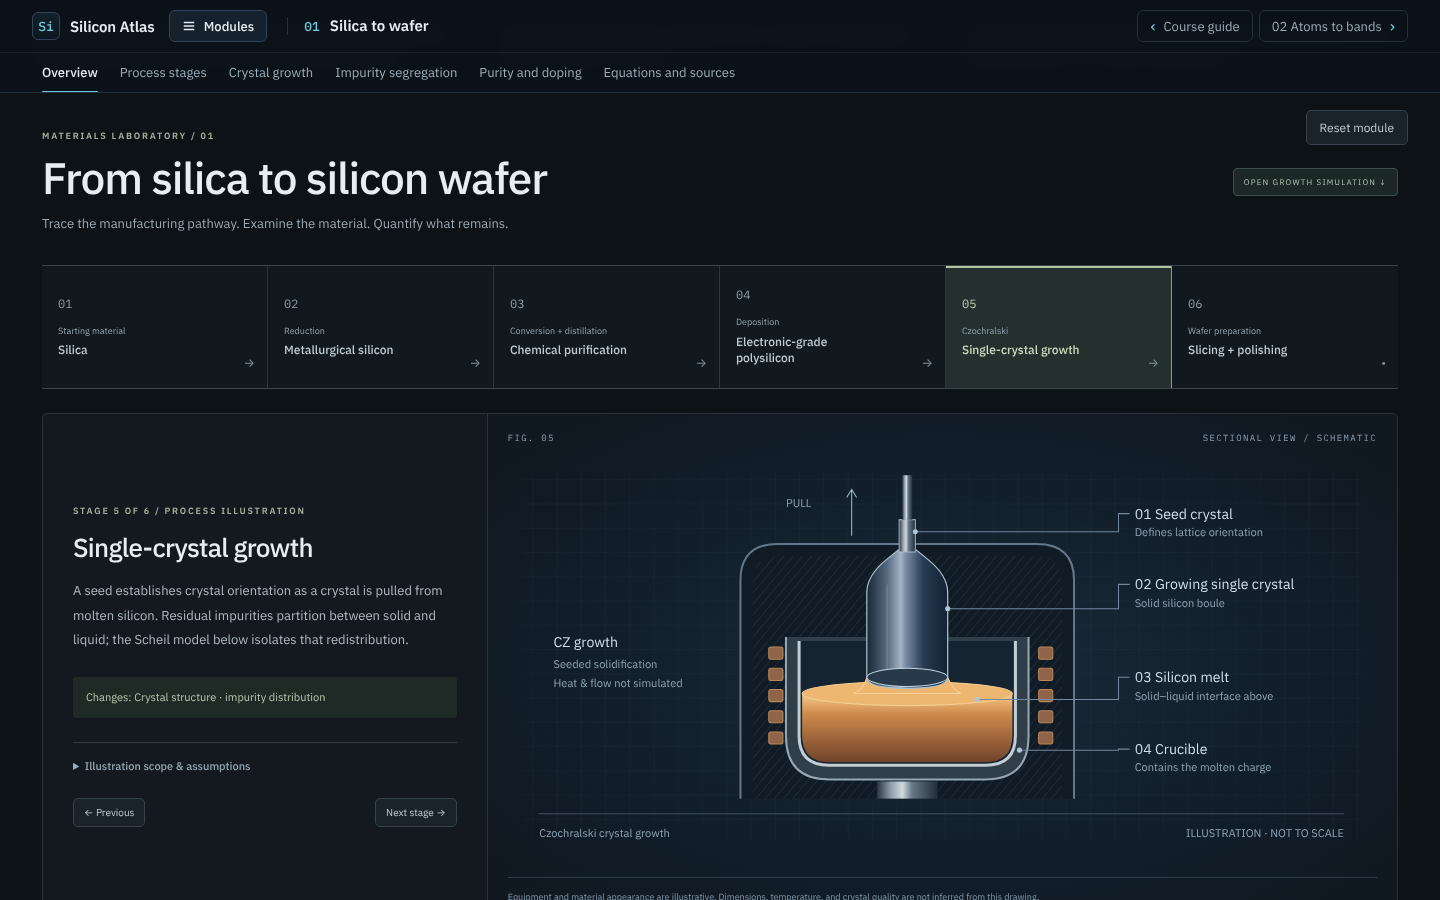 Si Silicon Atlas ☰ Modules 01 Silica to wafer ‹ Course guide 02 Atoms to bands ›
Overview Process stages Crystal growth Impurity segregation Purity and doping Equations and sources
Reset module
MATERIALS LABORATORY / 01
From silica to silicon wafer
OPEN GROWTH SIMULATION ↓
Trace the manufacturing pathway. Examine the material. Quantify what remains.
01
Starting material
Silica
→
02
Reduction
Metallurgical silicon
→
03
Conversion + distillation
Chemical purification
→
04
Deposition
Electronic-grade
polysilicon
→
05
Czochralski
Single-crystal growth
→
06
Wafer preparation
Slicing + polishing
STAGE 5 OF 6 / PROCESS ILLUSTRATION
Single-crystal growth
A seed establishes crystal orientation as a crystal is pulled from
molten silicon. Residual impurities partition between solid and
liquid; the Scheil model below isolates that redistribution.
Changes: Crystal structure · impurity distribution
▶ Illustration scope & assumptions
← Previous
Next stage →
FIG. 05
SECTIONAL VIEW / SCHEMATIC
PULL
01 Seed crystal
Defines lattice orientation
02 Growing single crystal
Solid silicon boule
CZ growth
Seeded solidification
Heat & flow not simulated
03 Silicon melt
Solid–liquid interface above
04 Crucible
Contains the molten charge
Czochralski crystal growth
ILLUSTRATION · NOT TO SCALE
Equipment and material appearance are illustrative. Dimensions, temperature, and crystal quality are not inferred from this drawing.